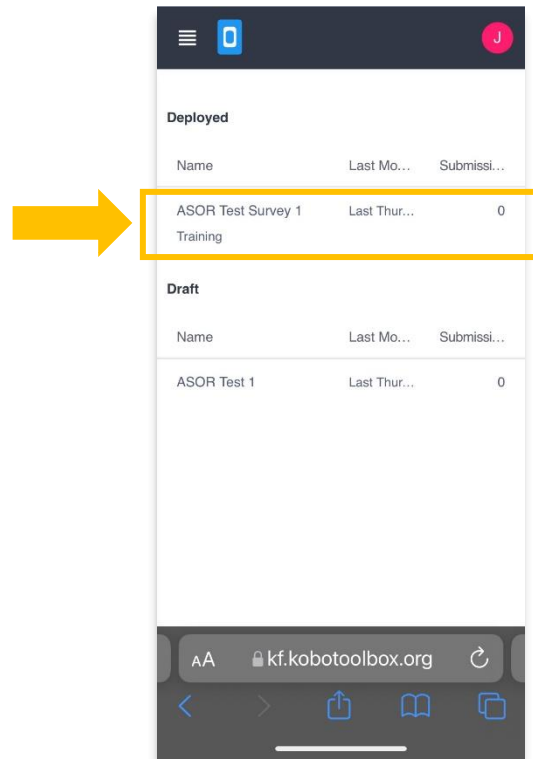 J
Deployed
Name Last Mo... Submissi...
ASOR Test Survey 1 Last Thur... 0
Training
Draft
Name Last Mo... Submissi...
ASOR Test 1 Last Thur... 0
AA kf.kobotoolbox.org